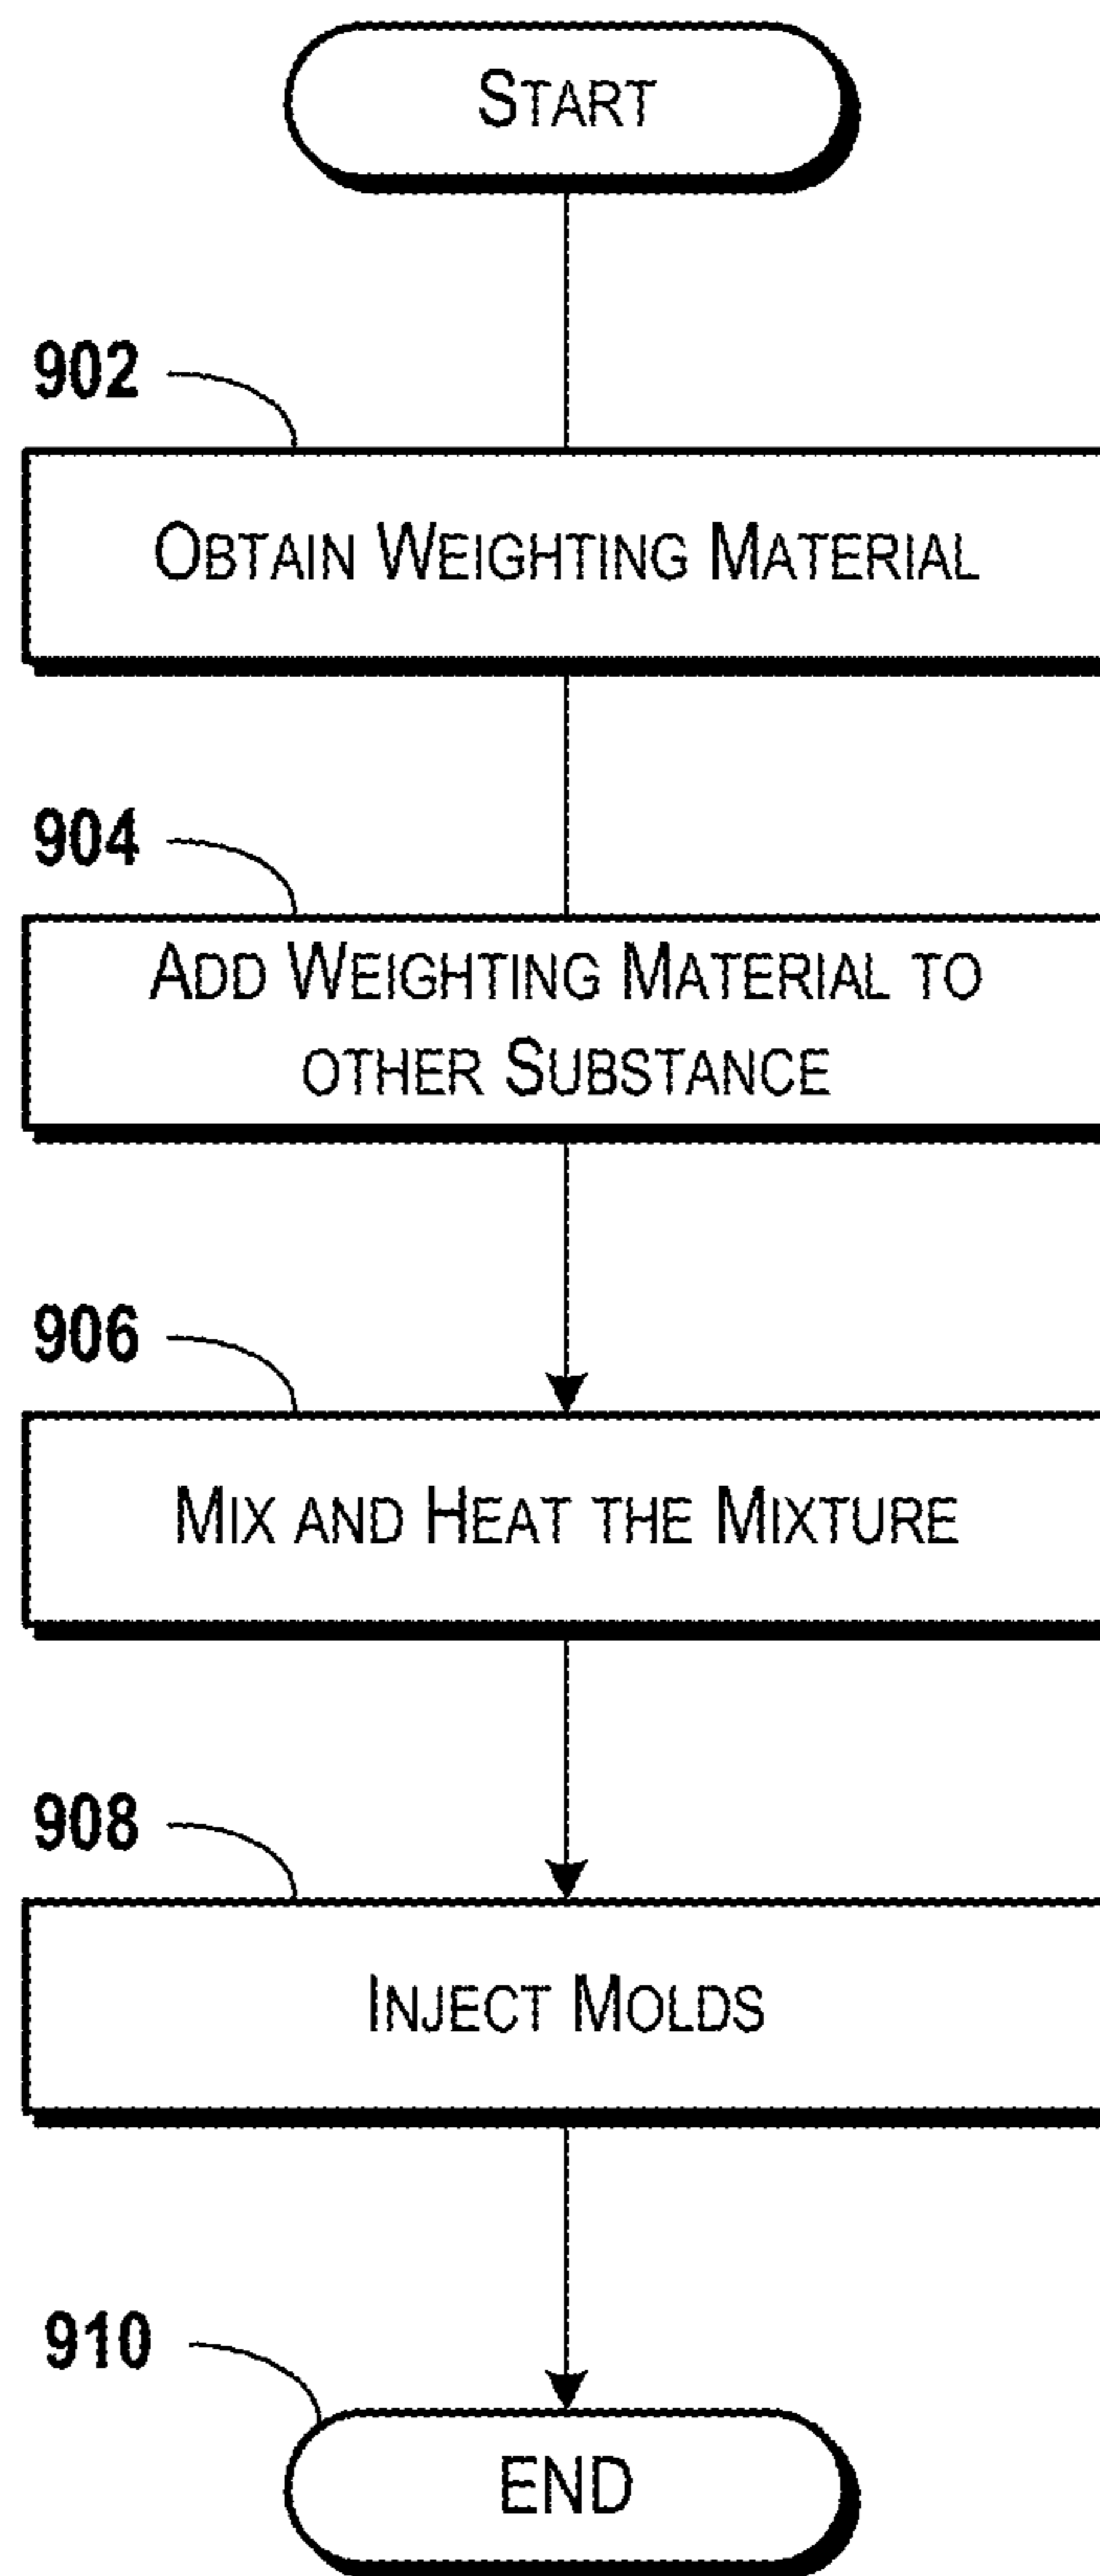 START
902
OBTAIN WEIGHTING MATERIAL
904
ADD WEIGHTING MATERIAL TO
OTHER SUBSTANCE
906
MIX AND HEAT THE MIXTURE
908
INJECT MOLDS
910
END